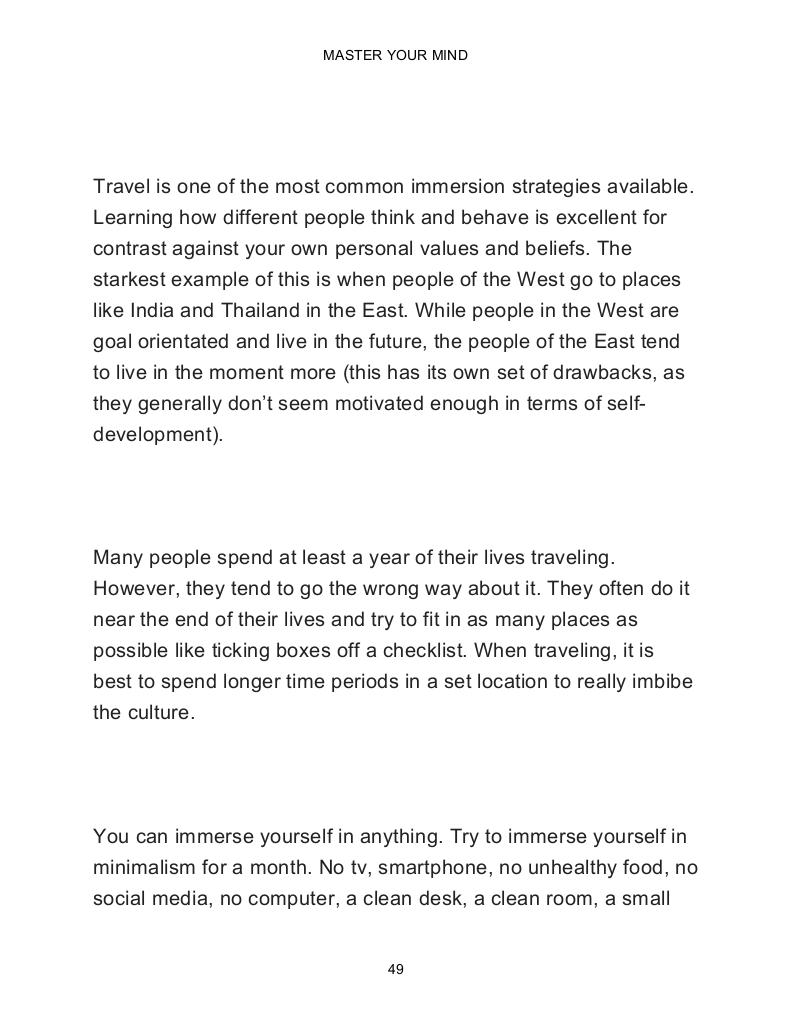 MASTER YOUR MIND
Travel is one of the most common immersion strategies available.
Learning how different people think and behave is excellent for
contrast against your own personal values and beliefs. The
starkest example of this is when people of the West go to places
like India and Thailand in the East. While people in the West are
goal orientated and live in the future, the people of the East tend
to live in the moment more (this has its own set of drawbacks, as
they generally don’t seem motivated enough in terms of self-
development).
Many people spend at least a year of their lives traveling.
However, they tend to go the wrong way about it. They often do it
near the end of their lives and try to fit in as many places as
possible like ticking boxes off a checklist. When traveling, it is
best to spend longer time periods in a set location to really imbibe
the culture.
You can immerse yourself in anything. Try to immerse yourself in
minimalism for a month. No tv, smartphone, no unhealthy food, no
social media, no computer, a clean desk, a clean room, a small
49